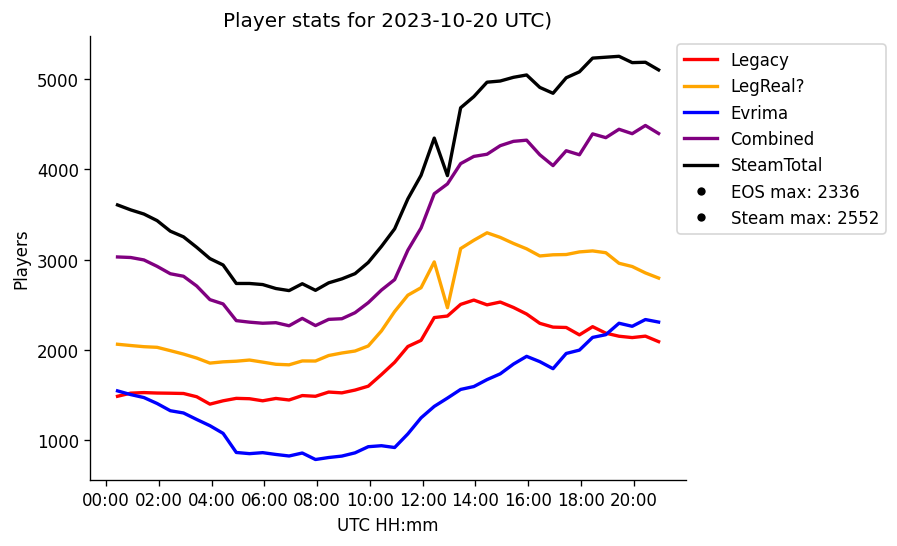 Player stats for 2023-10-20 UTC)
Legacy
LegReal?
Evrima
Combined
SteamTotal
EOS max: 2336
Steam max: 2552
Players
5000
4000
3000
2000
1000
00:00 02:00 04:00 06:00 08:00 10:00 12:00 14:00 16:00 18:00 20:00
UTC HH:mm